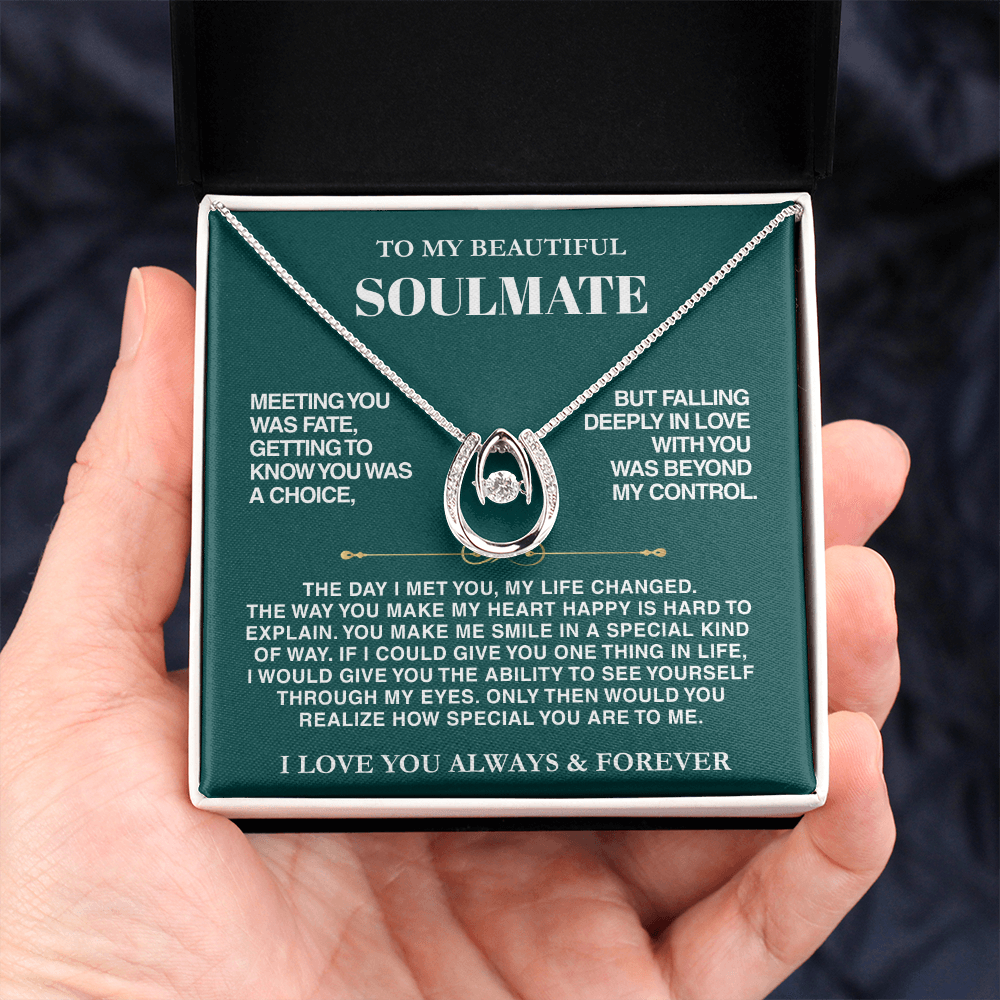 TO MY BEAUTIFUL
SOULMATE
MEETING YOU
WAS FATE,
GETTING TO
KNOW YOU WAS
A CHOICE,
BUT FALLING
DEEPLY IN LOVE
WITH YOU
WAS BEYOND
MY CONTROL.
THE DAY I MET YOU, MY LIFE CHANGED.
THE WAY YOU MAKE MY HEART HAPPY IS HARD TO
EXPLAIN. YOU MAKE ME SMILE IN A SPECIAL KIND
OF WAY. IF I COULD GIVE YOU ONE THING IN LIFE,
I WOULD GIVE YOU THE ABILITY TO SEE YOURSELF
THROUGH MY EYES. ONLY THEN WOULD YOU
REALIZE HOW SPECIAL YOU ARE TO ME.
I LOVE YOU ALWAYS & FOREVER